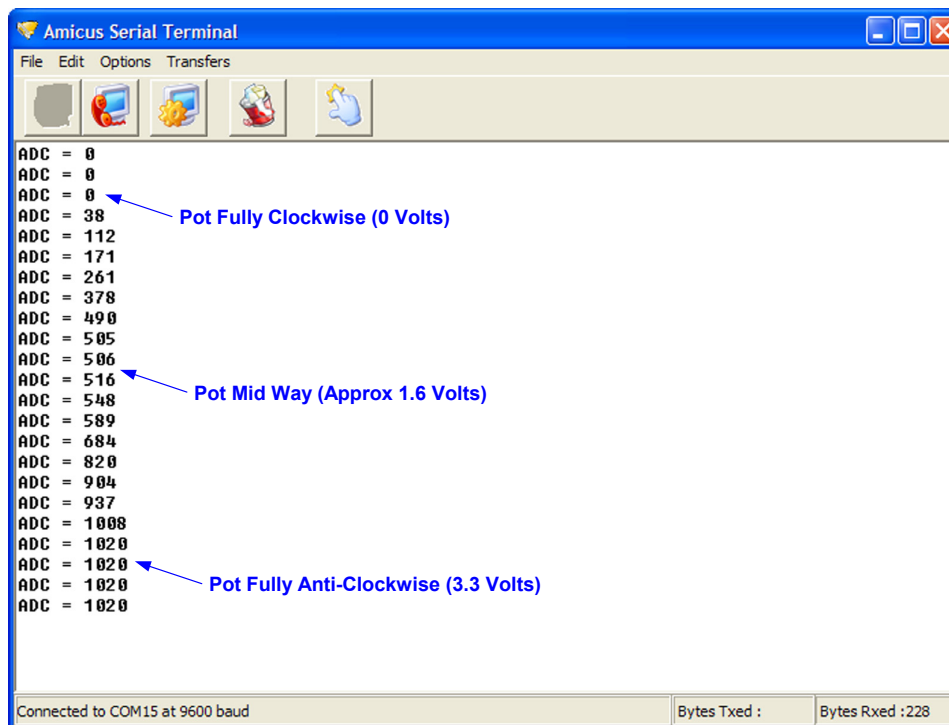 Amicus Serial Terminal
File Edit Options Transfers
ADC = 0
ADC = 0
ADC = 0
Pot Fully Clockwise (0 Volts)
ADC = 38
ADC = 112
ADC = 171
ADC = 261
ADC = 378
ADC = 490
ADC = 505
ADC = 506
ADC = 516
Pot Mid Way (Approx 1.6 Volts)
ADC = 548
ADC = 589
ADC = 684
ADC = 820
ADC = 904
ADC = 937
ADC = 1008
ADC = 1020
ADC = 1020
ADC = 1020
Pot Fully Anti-Clockwise (3.3 Volts)
ADC = 1020
Connected to COM15 at 9600 baud
Bytes Txed :
Bytes Rxed :228